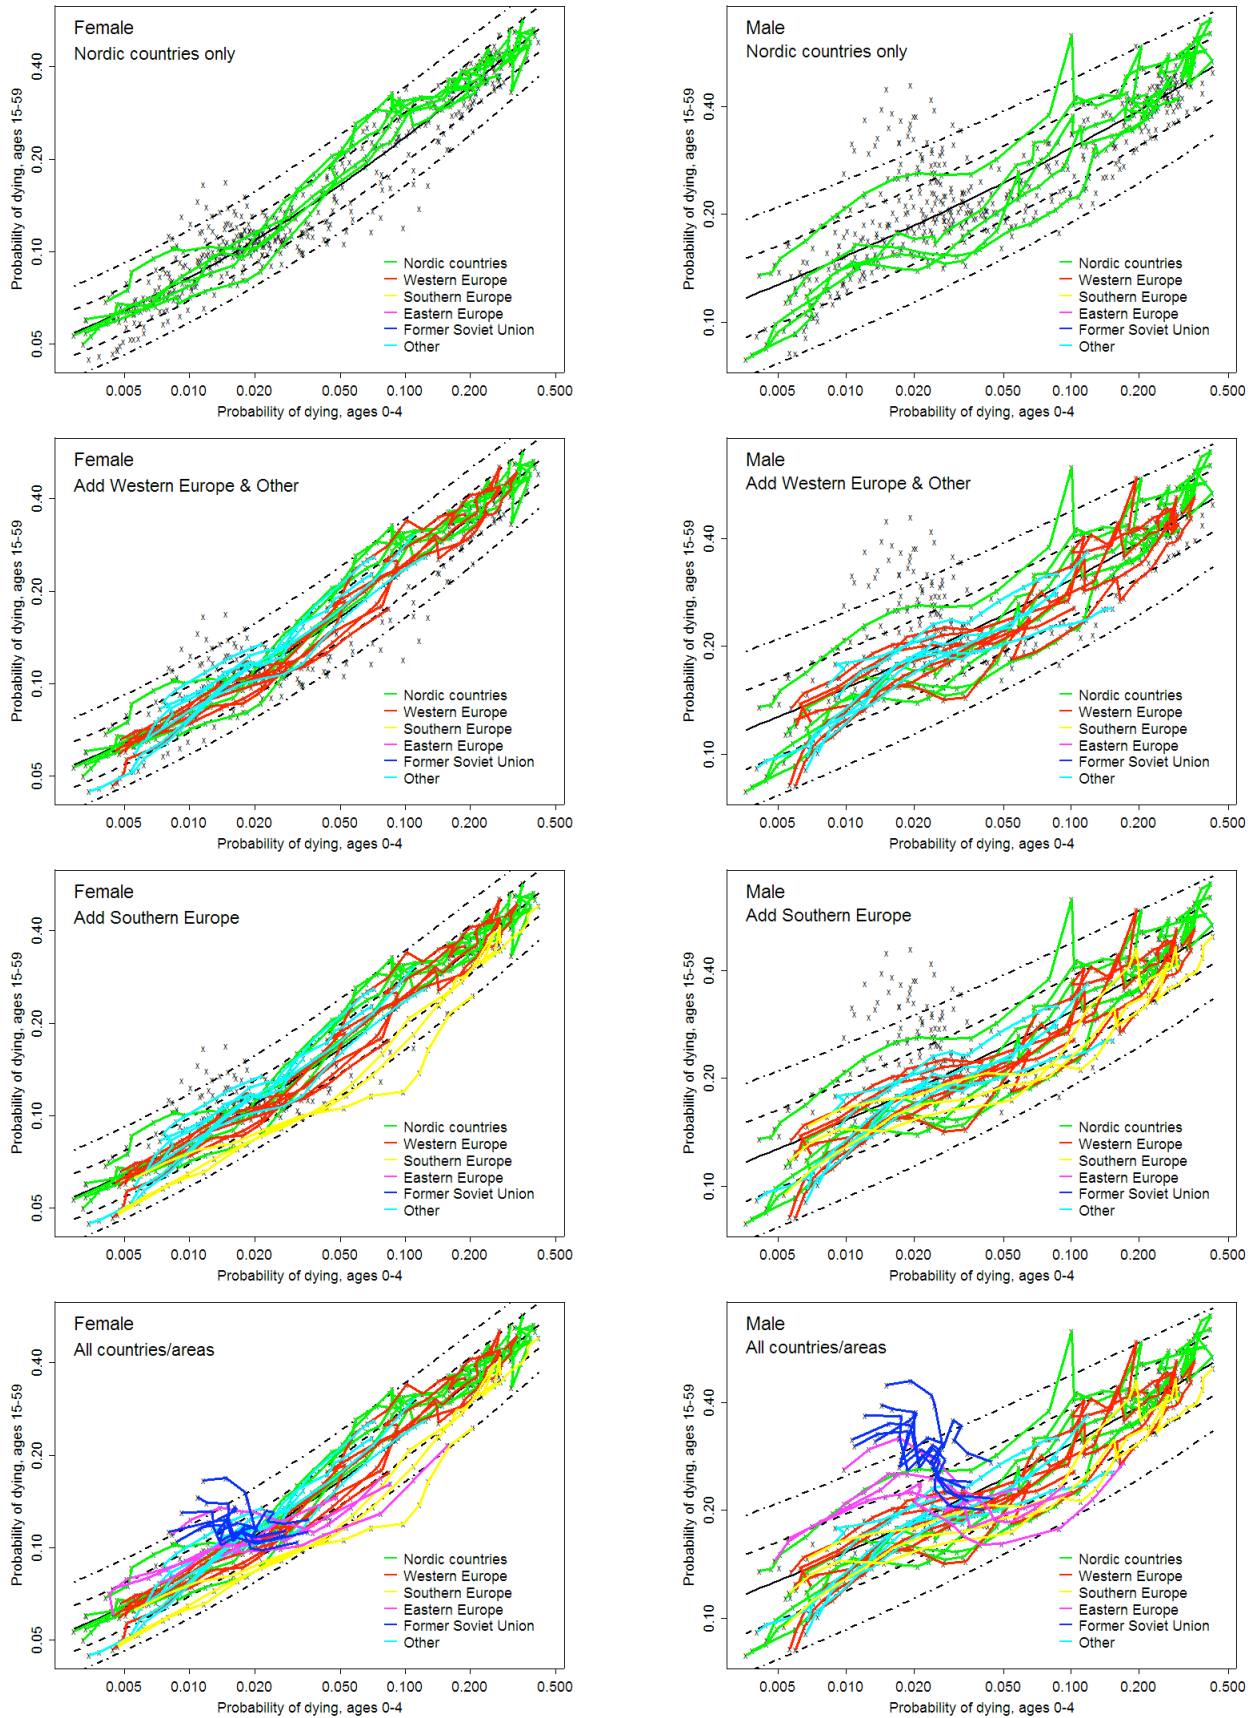 Female
Nordic countries only
Probability of dying, ages 15-59
0.40
0.20
0.10
0.05
Nordic countries
Western Europe
Southern Europe
Eastern Europe
Former Soviet Union
Other
0.005 0.010 0.020 0.050 0.100 0.200 0.500
Probability of dying, ages 0-4
Male
Nordic countries only
Probability of dying, ages 15-59
0.40
0.20
0.10
Nordic countries
Western Europe
Southern Europe
Eastern Europe
Former Soviet Union
Other
0.005 0.010 0.020 0.050 0.100 0.200 0.500
Probability of dying, ages 0-4
Female
Add Western Europe & Other
Probability of dying, ages 15-59
0.40
0.20
0.10
0.05
Nordic countries
Western Europe
Southern Europe
Eastern Europe
Former Soviet Union
Other
0.005 0.010 0.020 0.050 0.100 0.200 0.500
Probability of dying, ages 0-4
Male
Add Western Europe & Other
Probability of dying, ages 15-59
0.40
0.20
0.10
Nordic countries
Western Europe
Southern Europe
Eastern Europe
Former Soviet Union
Other
0.005 0.010 0.020 0.050 0.100 0.200 0.500
Probability of dying, ages 0-4
Female
Add Southern Europe
Probability of dying, ages 15-59
0.40
0.20
0.10
0.05
Nordic countries
Western Europe
Southern Europe
Eastern Europe
Former Soviet Union
Other
0.005 0.010 0.020 0.050 0.100 0.200 0.500
Probability of dying, ages 0-4
Male
Add Southern Europe
Probability of dying, ages 15-59
0.40
0.20
0.10
Nordic countries
Western Europe
Southern Europe
Eastern Europe
Former Soviet Union
Other
0.005 0.010 0.020 0.050 0.100 0.200 0.500
Probability of dying, ages 0-4
Female
All countries/areas
Probability of dying, ages 15-59
0.40
0.20
0.10
0.05
Nordic countries
Western Europe
Southern Europe
Eastern Europe
Former Soviet Union
Other
0.005 0.010 0.020 0.050 0.100 0.200 0.500
Probability of dying, ages 0-4
Male
All countries/areas
Probability of dying, ages 15-59
0.40
0.20
0.10
Nordic countries
Western Europe
Southern Europe
Eastern Europe
Former Soviet Union
Other
0.005 0.010 0.020 0.050 0.100 0.200 0.500
Probability of dying, ages 0-4